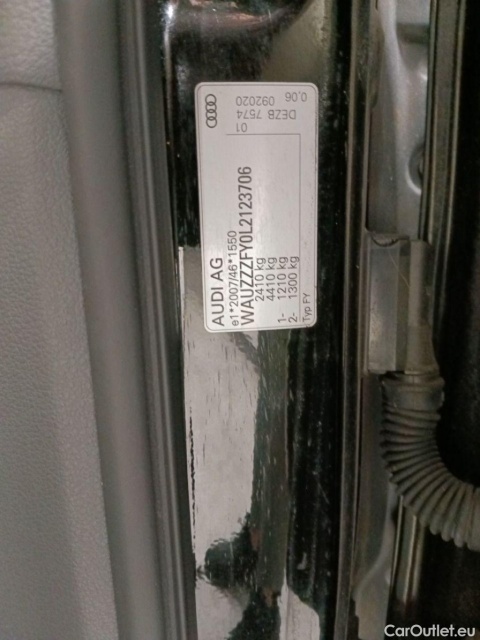 AUDI AG
e1*2007/46*1550
WAUZZZFY0L2123706
2410 kg
4410 kg
1- 1210 kg
2- 1300 kg
Typ FY
01
DEZ8 7574
0.06 092020
CarOutlet.eu